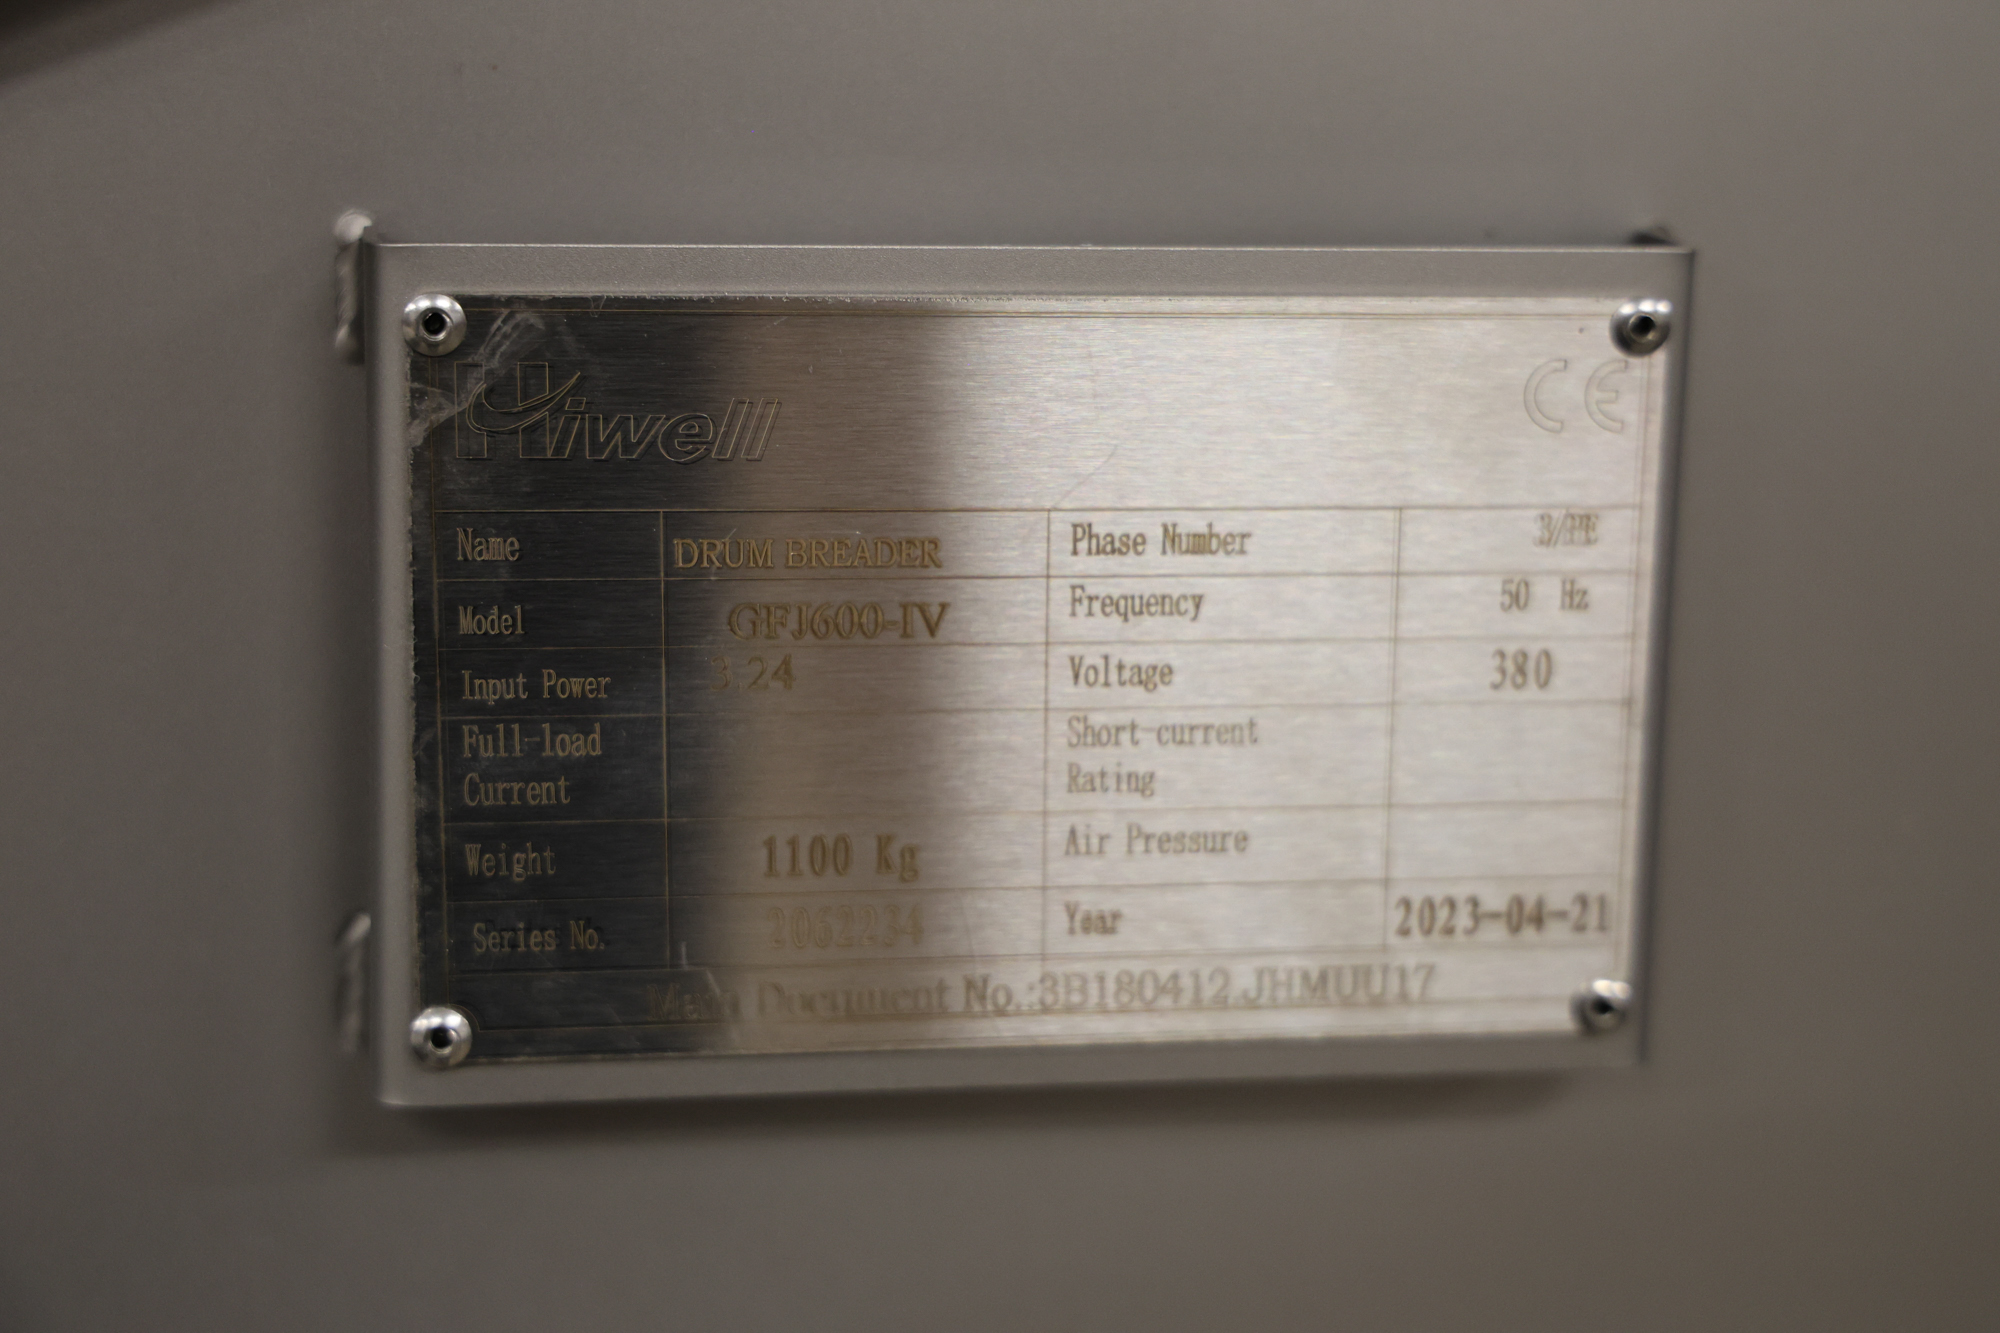 Hiwell
CE
Name DRUM BREADER Phase Number 3//PE
Model GFJ600-IV Frequency 50 Hz
Input Power 3.24 Voltage 380
Full-load Short-current
Current Rating
Weight 1100 Kg Air Pressure
Series No. 2062234 Year 2023-04-21
Document No.:3B180412.JHMUU17